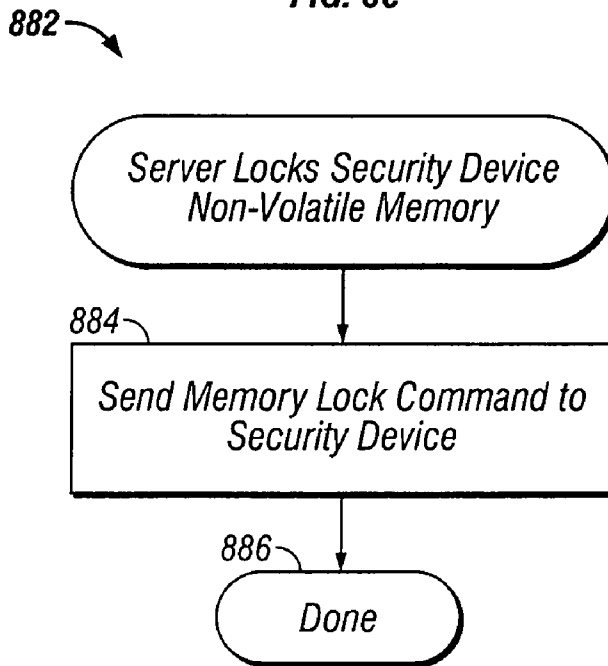 882
Server Locks Security Device
Non-Volatile Memory
884
Send Memory Lock Command to
Security Device
886
Done